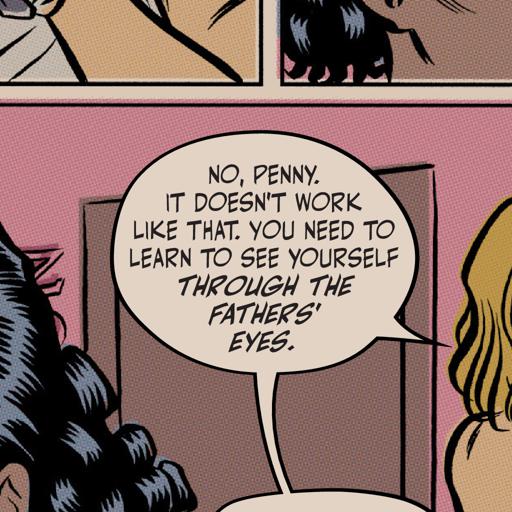 NO, PENNY.
IT DOESN'T WORK
LIKE THAT. YOU NEED TO
LEARN TO SEE YOURSELF
THROUGH THE
FATHERS'
EYES.